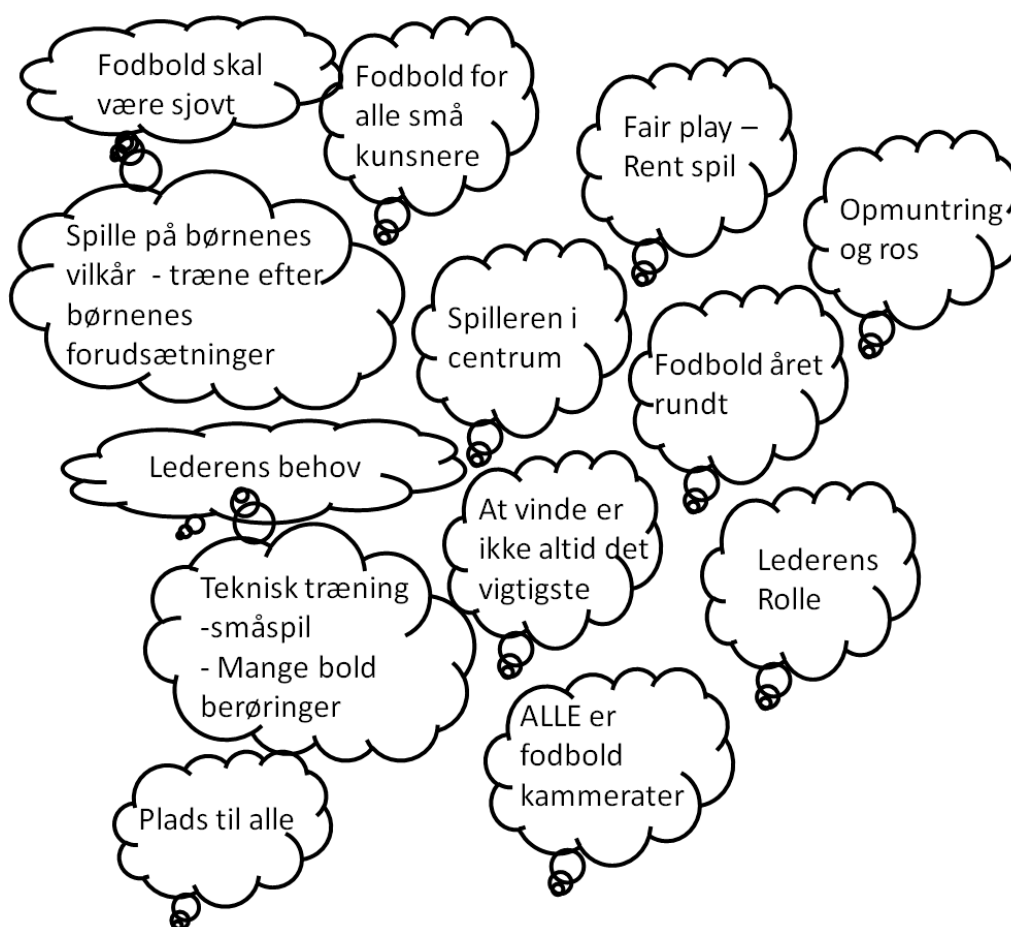 Fodbold skal
være sjovt
Fodbold for
alle små
kunsnere
Fair play –
Rent spil
Opmuntring
og ros
Spille på børnenes
vilkår  - træne efter
børnenes
forudsætninger
Spilleren i
centrum
Fodbold året
rundt
Lederens behov
At vinde er
ikke altid det
vigtigste
Lederens
Rolle
Teknisk træning
-småspil
- Mange bold
berøringer
ALLE er
fodbold
kammerater
Plads til alle